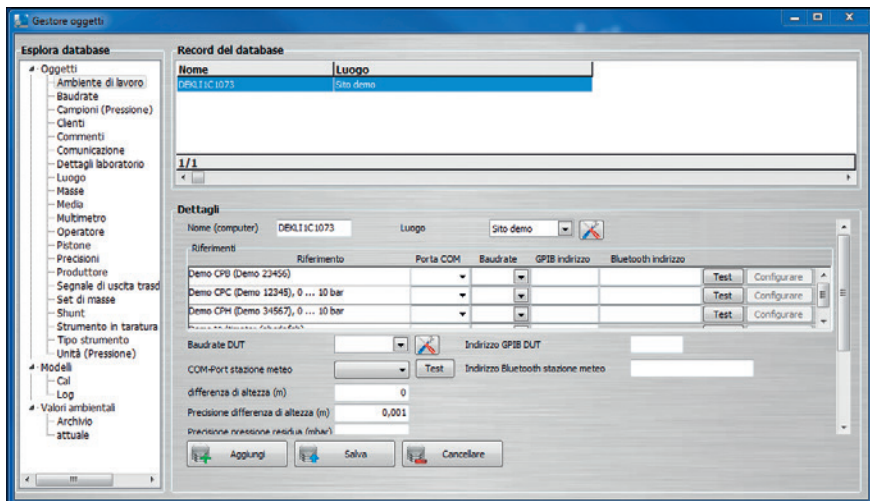 Gestore oggetti
Esplora database
Oggetti
Ambiente di lavoro
Baudrate
Campioni (Pressione)
Clienti
Commenti
Comunicazione
Dettagli laboratorio
Luogo
Masse
Media
Multimetro
Operatore
Pistone
Precisioni
Produttore
Segnale di uscita trasd
Set di masse
Shunt
Strumento in taratura
Tipo strumento
Unità (Pressione)
Modelli
Cal
Log
Valori ambientali
Archivio
attuale
Record del database
Nome Luogo
DEKLI1C1073 Sito demo
1/1
Dettagli
Nome (computer) DEKLI1C1073 Luogo Sito demo
Riferimenti
Riferimento Porta COM Baudrate GPIB indirizzo Bluetooth indirizzo
Demo CPB (Demo 23456) Test Configurare
Demo CPC (Demo 12345), 0 ... 10 bar Test Configurare
Demo CPH (Demo 34567), 0 ... 10 bar Test Configurare
Baudrate DUT Indirizzo GPIB DUT
COM-Port stazione meteo Test Indirizzo Bluetooth stazione meteo
differenza di altezza (m) 0
Precisione differenza di altezza (m) 0,001
Precisione pressione residua (mbar)
Aggiungi Salva Cancellare